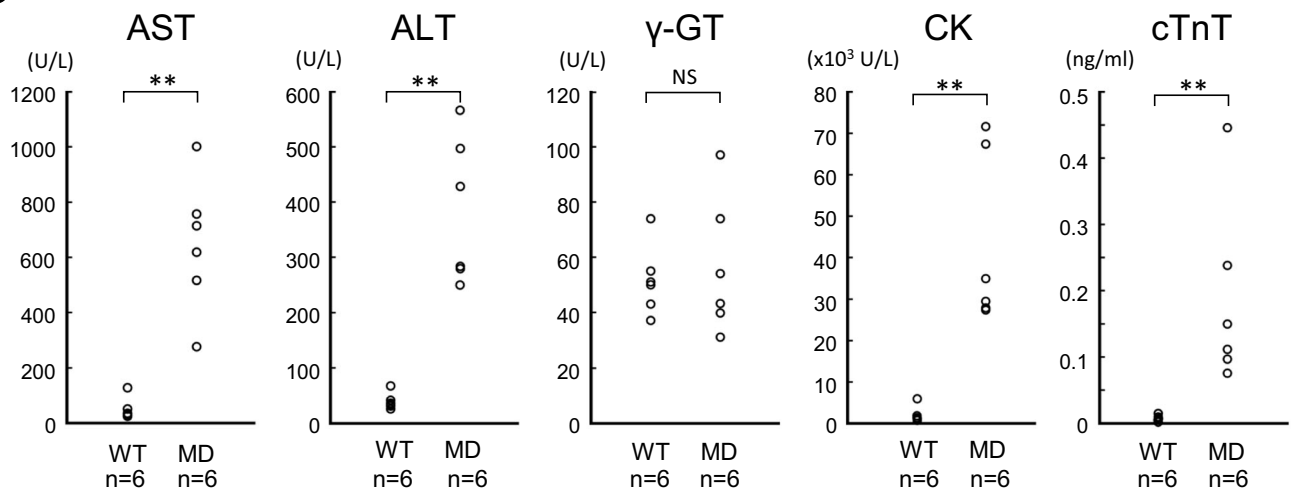 AST
(U/L)
**
1200
1000
800
600
400
200
0
WT MD
n=6 n=6
ALT
(U/L)
**
600
500
400
300
200
100
0
WT MD
n=6 n=6
γ-GT
(U/L)
NS
120
100
80
60
40
20
0
WT MD
n=6 n=6
CK
(x10³ U/L)
**
80
70
60
50
40
30
20
10
0
WT MD
n=6 n=6
cTnT
(ng/ml)
**
0.5
0.4
0.3
0.2
0.1
0
WT MD
n=6 n=6